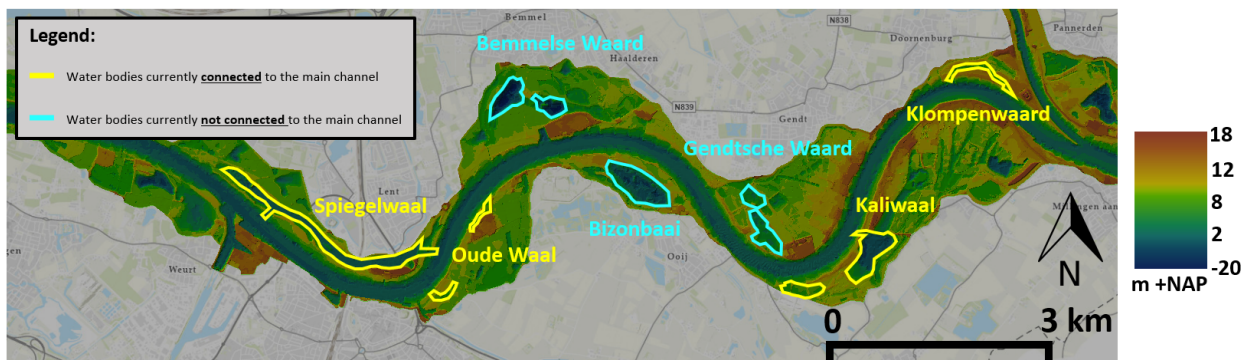 Legend:
Water bodies currently connected to the main channel
Water bodies currently not connected to the main channel
Bemmel
Bemmelse Waard
Haalderen
N839
N838
Doornenburg
Pannerden
Klompenwaard
Gendt
Gendtsche Waard
Lent
Spiegelwaal
Oude Waal
Bizonbaai
Kaliwaal
Ooij
Weurt
gen
N
0
3 km
18
12
8
2
-20
m +NAP